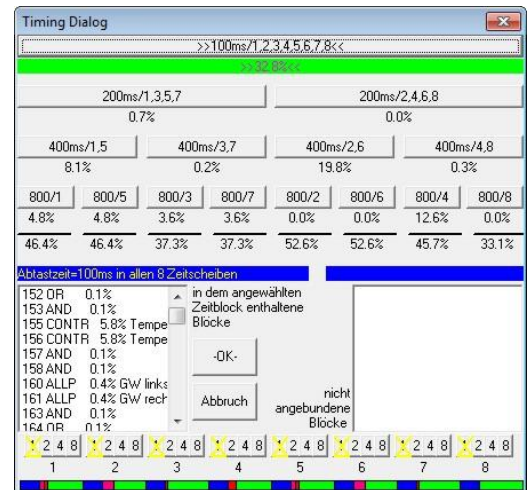 Timing Dialog
>>100ms/1,2,3,4,5,6,7,8<<
>>32.8%<<
200ms/1,3,5,7 200ms/2,4,6,8
0.7% 0.0%
400ms/1,5 400ms/3,7 400ms/2,6 400ms/4,8
8.1% 0.2% 19.8% 0.3%
800/1 800/5 800/3 800/7 800/2 800/6 800/4 800/8
4.8% 4.8% 3.6% 3.6% 0.0% 0.0% 12.6% 0.0%
46.4% 46.4% 37.3% 37.3% 52.6% 52.6% 45.7% 33.1%
Abtastzeit=100ms in allen 8 Zeitscheiben
152 OR 0.1%
153 AND 0.1%
155 CONTR 5.8% Tempe
156 CONTR 5.8% Tempe
157 AND 0.1%
158 AND 0.1%
160 ALLP 0.4% GW links
161 ALLP 0.4% GW rech
163 AND 0.1%
164 OR 0.1%
in dem angewählten
Zeitblock enthaltene
Blöcke
-OK-
Abbruch
nicht
angebundene
Blöcke
1 2 4 8 1 2 4 8 1 2 4 8 1 2 4 8 1 2 4 8 1 2 4 8 1 2 4 8 1 2 4 8
1 2 3 4 5 6 7 8